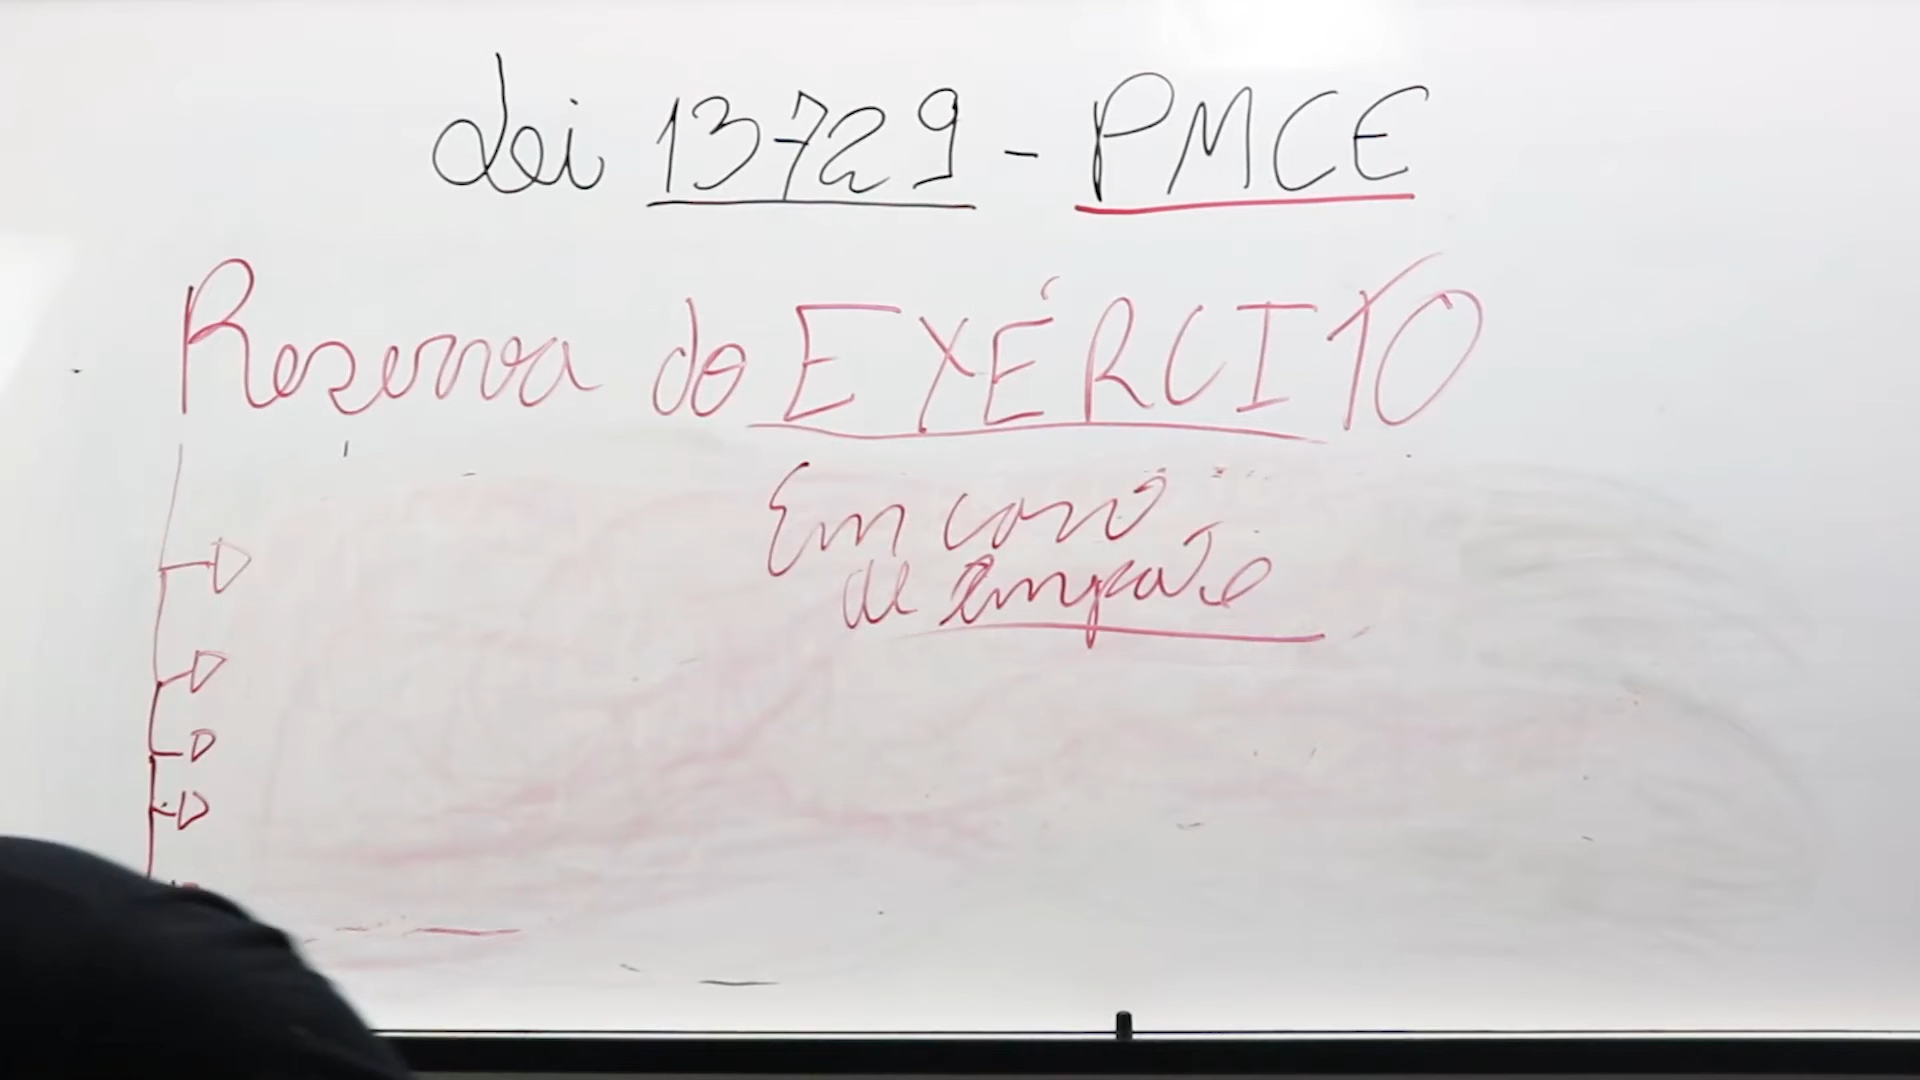 Lei 13729 - PMCE
Reserva do EXÉRCITO
Em caso
de empate